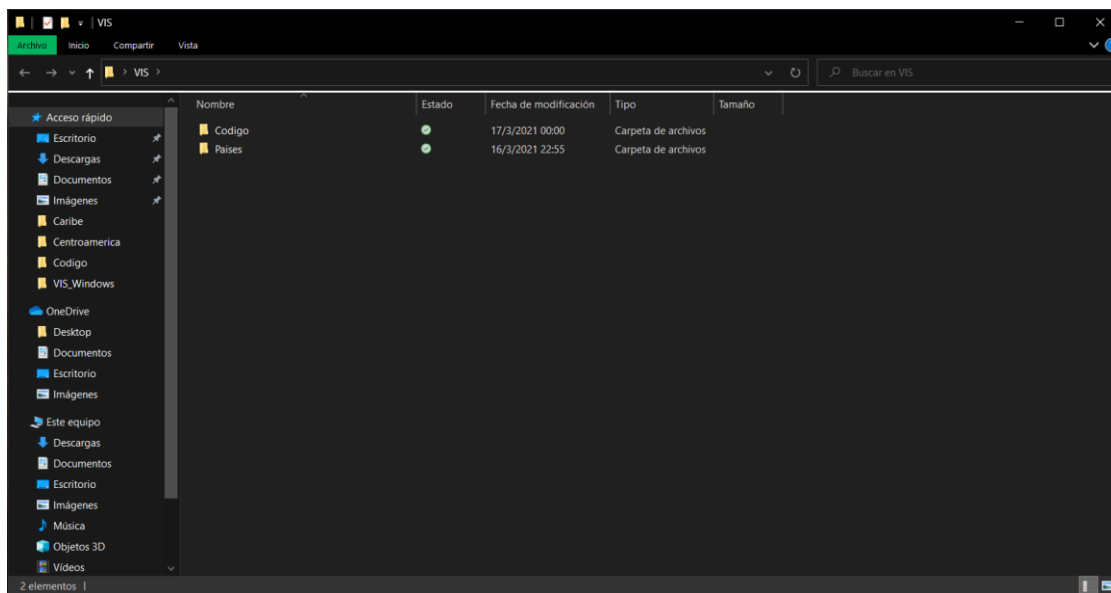 VIS
Archivo Inicio Compartir Vista
VIS
Buscar en VIS
Nombre Estado Fecha de modificación Tipo Tamaño
Codigo 17/3/2021 00:00 Carpeta de archivos
Paises 16/3/2021 22:55 Carpeta de archivos
Acceso rápido
Escritorio
Descargas
Documentos
Imágenes
Caribe
Centroamerica
Codigo
VIS_Windows
OneDrive
Desktop
Documentos
Escritorio
Imágenes
Este equipo
Descargas
Documentos
Escritorio
Imágenes
Música
Objetos 3D
Vídeos
2 elementos